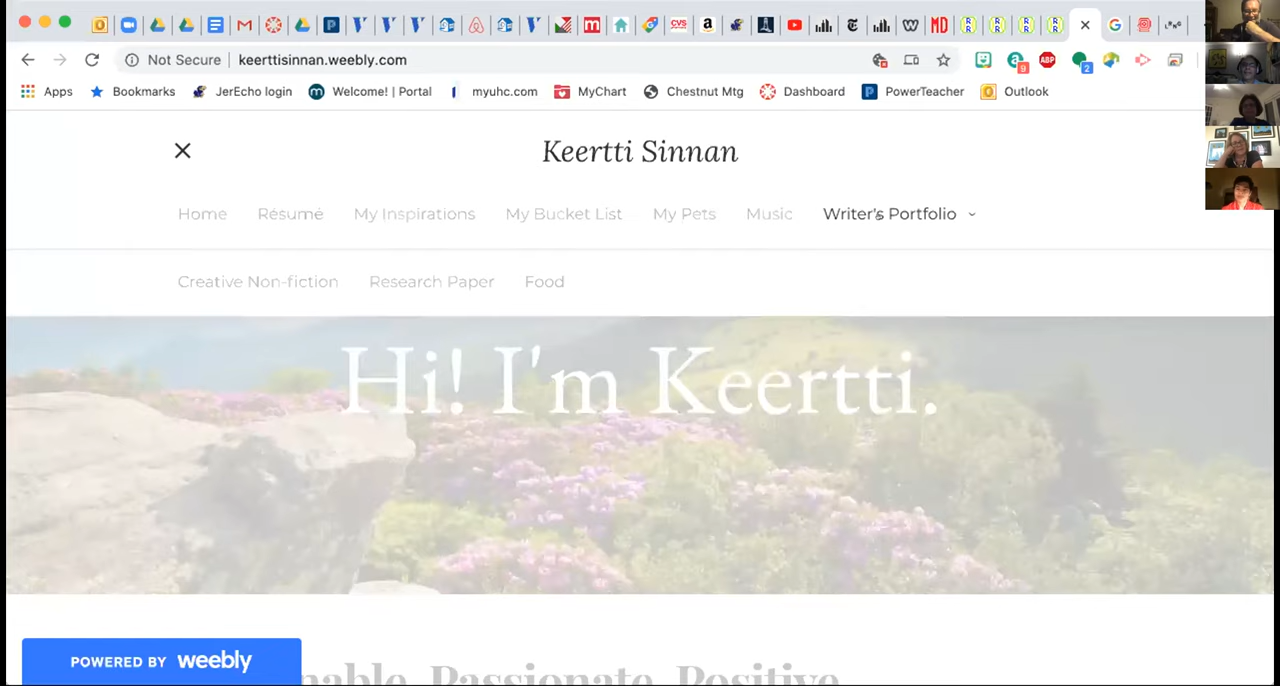 Not Secure keerttisinnan.weebly.com
Apps Bookmarks JerEcho login Welcome! | Portal myuhc.com MyChart Chestnut Mtg Dashboard PowerTeacher Outlook
Keertti Sinnan
Home Résumé My Inspirations My Bucket List My Pets Music Writer's Portfolio
Creative Non-fiction Research Paper Food
Hi! I'm Keertti.
Passionate. Positive
POWERED BY weebly